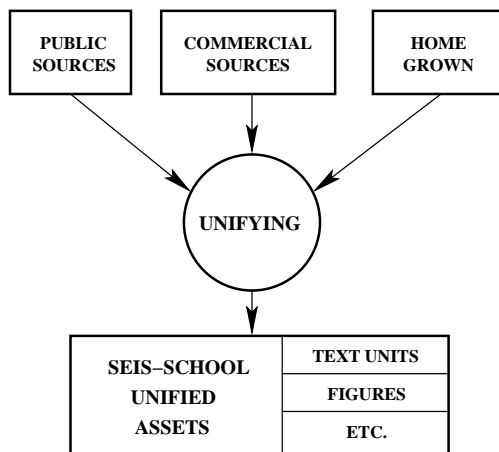 PUBLIC
SOURCES
COMMERCIAL
SOURCES
HOME
GROWN
UNIFYING
SEIS–SCHOOL
UNIFIED
ASSETS
TEXT UNITS
FIGURES
ETC.